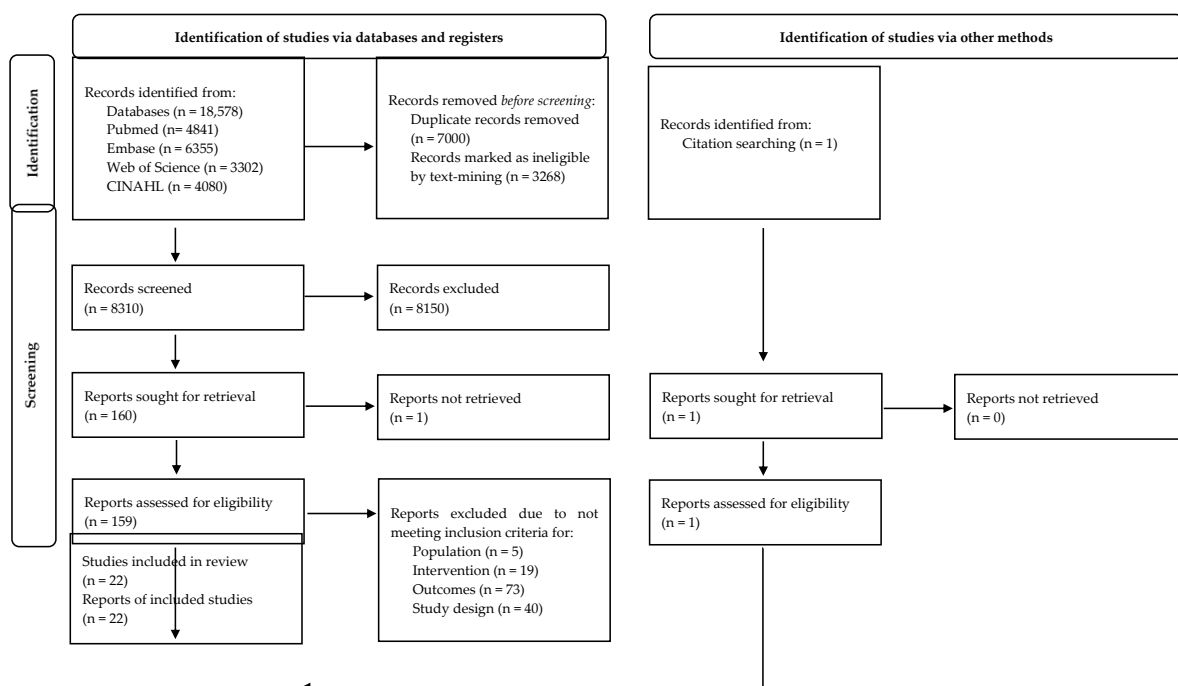 Identification of studies via databases and registers
Identification of studies via other methods
Identification
Records identified from:
Databases (n = 18,578)
Pubmed (n= 4841)
Embase (n = 6355)
Web of Science (n = 3302)
CINAHL (n = 4080)
Records removed before screening:
Duplicate records removed
(n = 7000)
Records marked as ineligible
by text-mining (n = 3268)
Records identified from:
Citation searching (n = 1)
Screening
Records screened
(n = 8310)
Records excluded
(n = 8150)
Reports sought for retrieval
(n = 160)
Reports not retrieved
(n = 1)
Reports sought for retrieval
(n = 1)
Reports not retrieved
(n = 0)
Reports assessed for eligibility
(n = 159)
Reports excluded due to not
meeting inclusion criteria for:
Population (n = 5)
Intervention (n = 19)
Outcomes (n = 73)
Study design (n = 40)
Reports assessed for eligibility
(n = 1)
Studies included in review
(n = 22)
Reports of included studies
(n = 22)